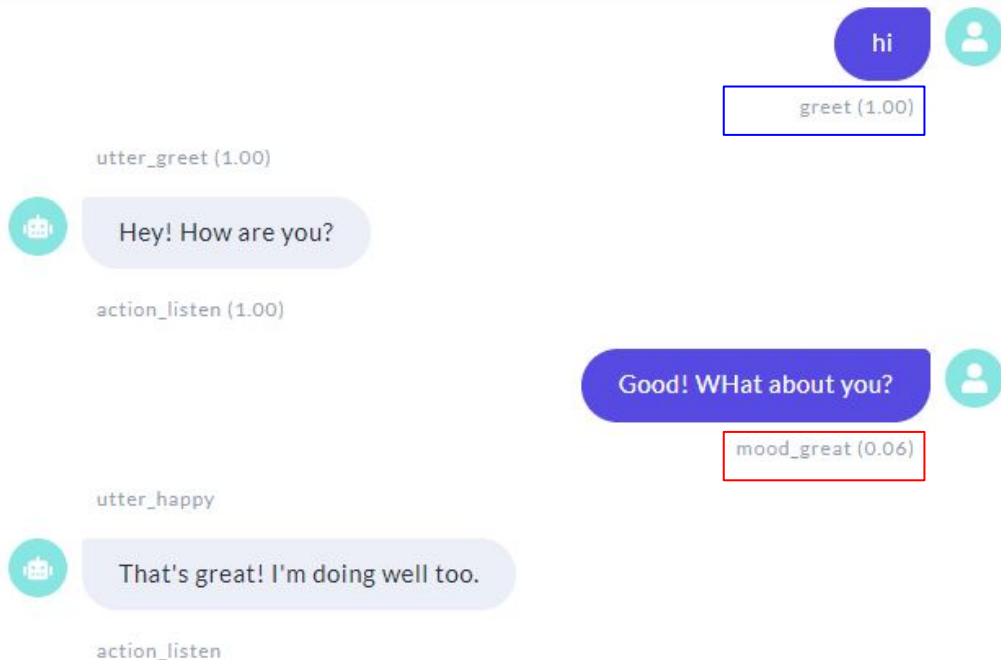 hi
greet (1.00)
utter_greet (1.00)
Hey! How are you?
action_listen (1.00)
Good! WHat about you?
mood_great (0.06)
utter_happy
That's great! I'm doing well too.
action_listen